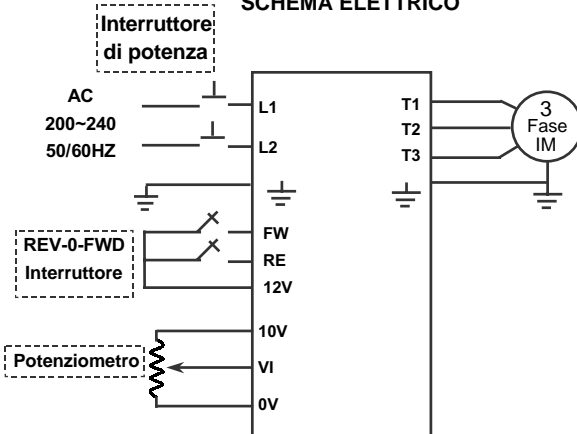 SCHEMA ELETTRICO
Interruttore
di potenza
AC
200~240
50/60HZ
L1
L2
T1
T2
T3
3
Fase
IM
REV-0-FWD
Interruttore
FW
RE
12V
10V
Potenziometro
VI
0V